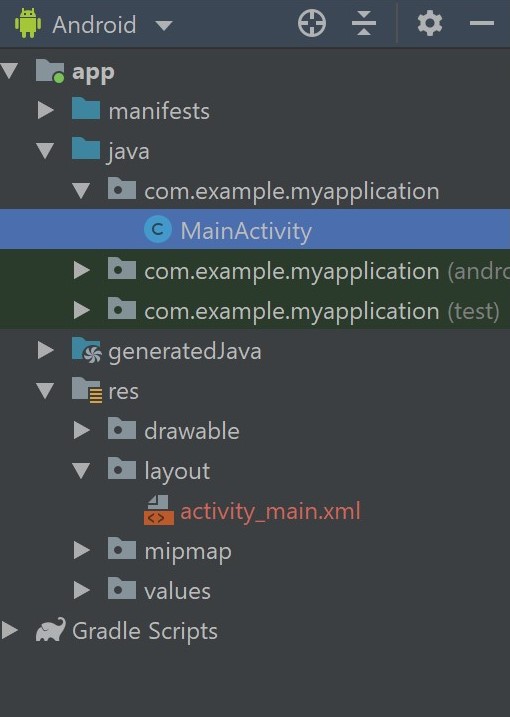 Android
app
manifests
java
com.example.myapplication
C MainActivity
com.example.myapplication (andro
com.example.myapplication (test)
generatedJava
res
drawable
layout
<> activity_main.xml
mipmap
values
Gradle Scripts